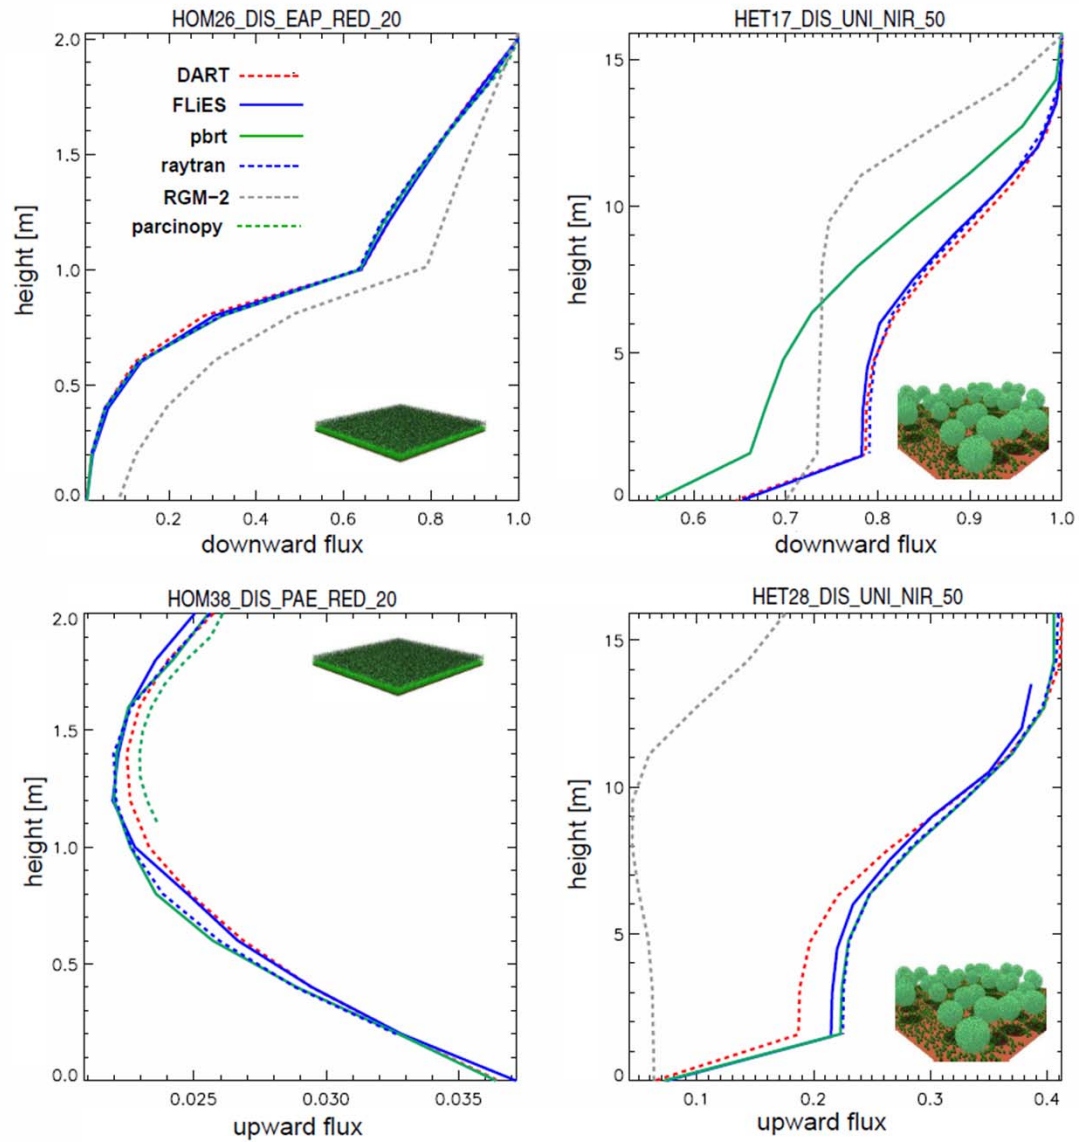 HOM26_DIS_EAP_RED_20
2.0
1.5
1.0
0.5
0.0
height [m]
DART
FLiES
pbrt
raytran
RGM-2
parcinopy
0.2 0.4 0.6 0.8 1.0
downward flux
HET17_DIS_UNI_NIR_50
15
10
5
0
height [m]
0.6 0.7 0.8 0.9 1.0
downward flux
HOM38_DIS_PAE_RED_20
2.0
1.5
1.0
0.5
0.0
height [m]
0.025 0.030 0.035
upward flux
HET28_DIS_UNI_NIR_50
15
10
5
0
height [m]
0.1 0.2 0.3 0.4
upward flux